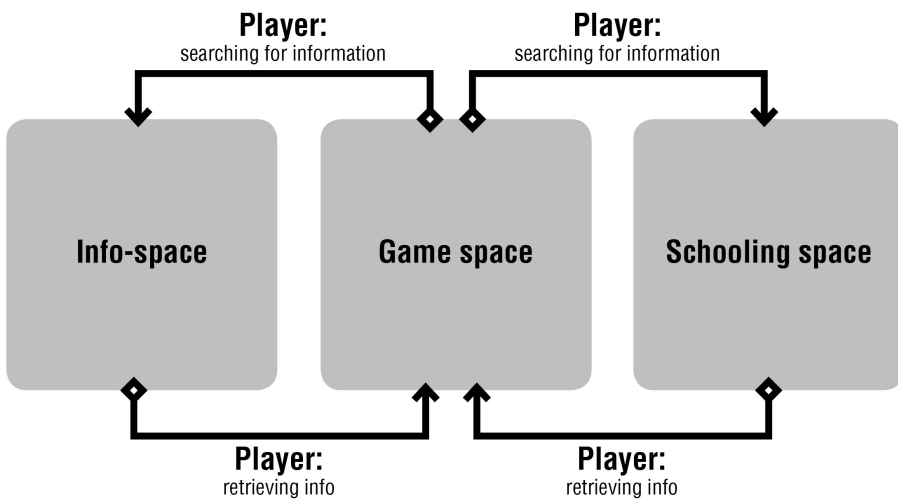 Player:
searching for information
Player:
searching for information
Info-space
Game space
Schooling space
Player:
retrieving info
Player:
retrieving info